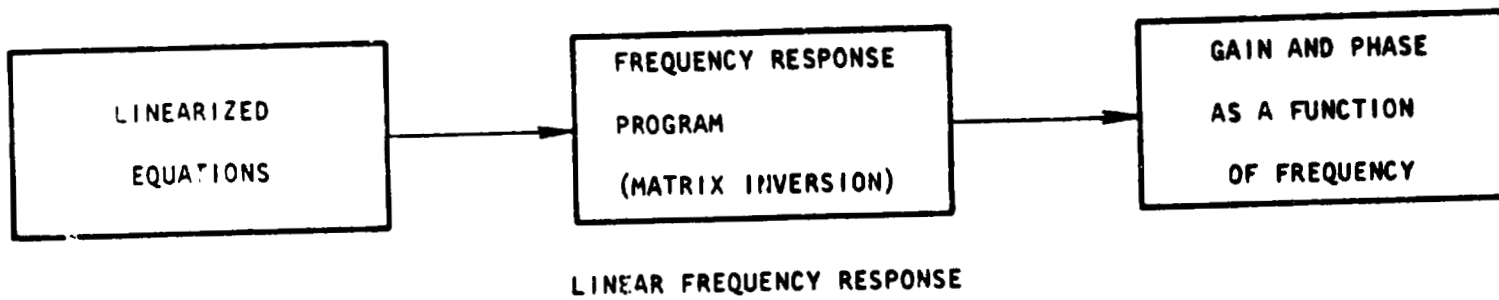 LINEARIZED
EQUATIONS
FREQUENCY RESPONSE
PROGRAM
(MATRIX INVERSION)
GAIN AND PHASE
AS A FUNCTION
OF FREQUENCY
LINEAR FREQUENCY RESPONSE